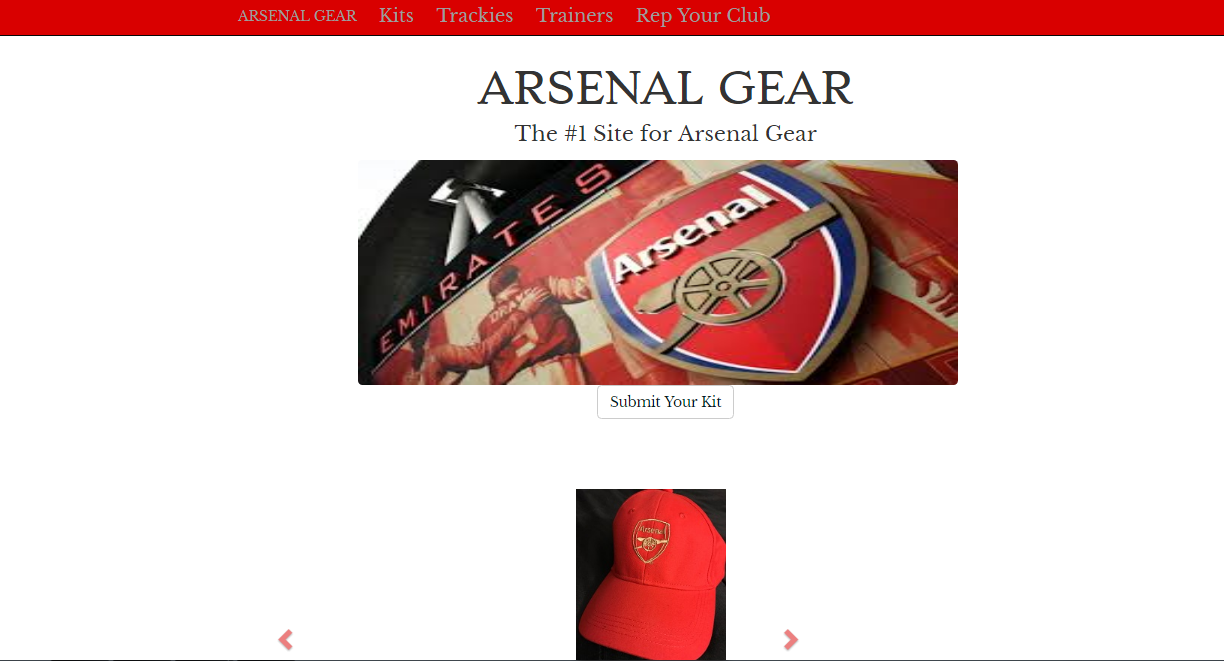 ARSENAL GEAR Kits Trackies Trainers Rep Your Club
ARSENAL GEAR
The #1 Site for Arsenal Gear
EMIRATES
Arsenal
Submit Your Kit
Arsenal